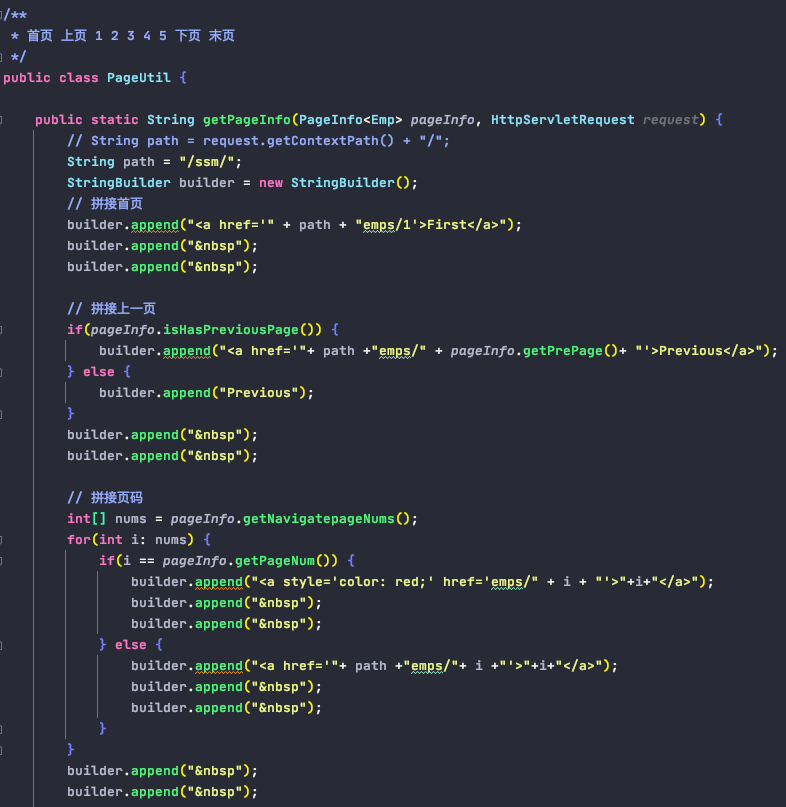 /**
 * 首页 上页 1 2 3 4 5 下页 末页
 */
public class PageUtil {
    public static String getPageInfo(PageInfo<Emp> pageInfo, HttpServletRequest request) {
        // String path = request.getContextPath() + "/";
        String path = "/ssm/";
        StringBuilder builder = new StringBuilder();
        // 拼接首页
        builder.append("<a href='" + path + "emps/1'>First</a>");
        builder.append("&nbsp");
        builder.append("&nbsp");
        // 拼接上一页
        if(pageInfo.isHasPreviousPage()) {
            builder.append("<a href='"+ path +"emps/" + pageInfo.getPrePage()+ "'>Previous</a>");
        } else {
            builder.append("Previous");
        }
        builder.append("&nbsp");
        builder.append("&nbsp");
        // 拼接页码
        int[] nums = pageInfo.getNavigatepageNums();
        for(int i: nums) {
            if(i == pageInfo.getPageNum()) {
                builder.append("<a style='color: red;' href='emps/" + i + "'>"+i+"</a>");
                builder.append("&nbsp");
                builder.append("&nbsp");
            } else {
                builder.append("<a href='"+ path +"emps/"+ i +"'>"+i+"</a>");
                builder.append("&nbsp");
                builder.append("&nbsp");
            }
        }
        builder.append("&nbsp");
        builder.append("&nbsp");